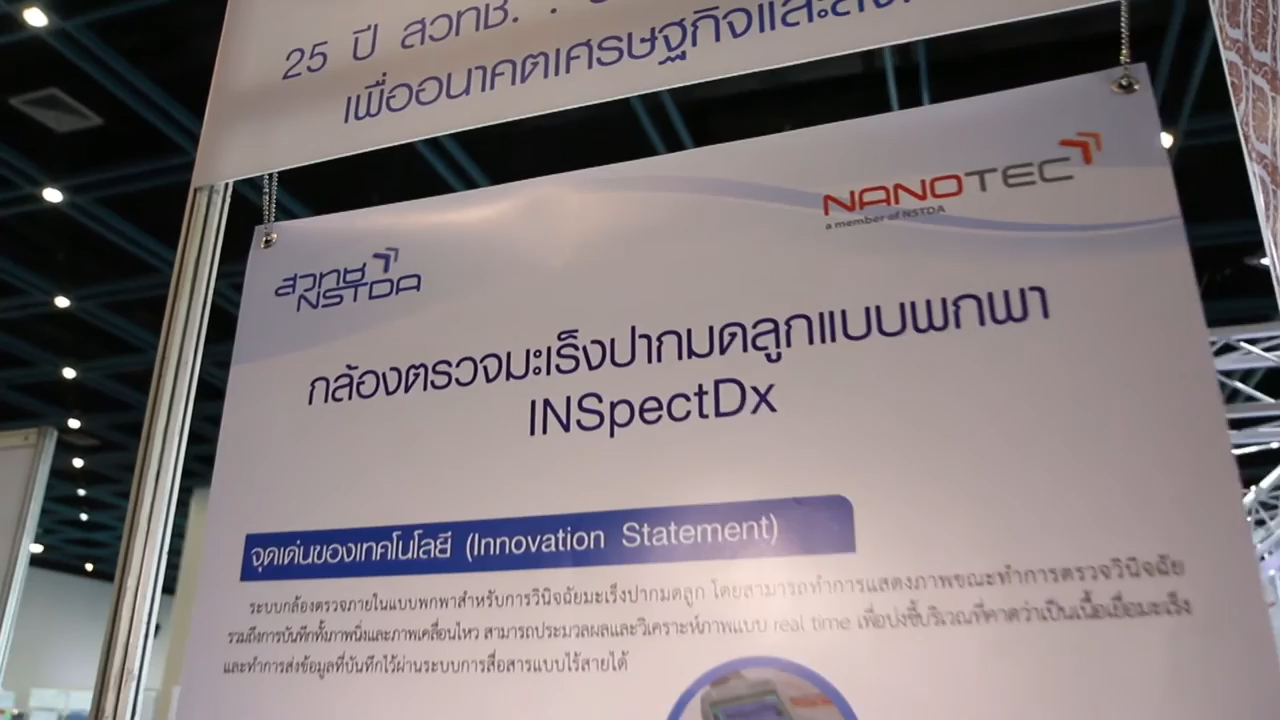 25 ปี สวทช. :
เพื่ออนาคตเศรษฐกิจและสัง
NANOTEC
a member of NSTDA
สวทช
NSTDA
กล้องตรวจมะเร็งปากมดลูกแบบพกพา
INSpectDx
จุดเด่นของเทคโนโลยี (Innovation Statement)
ระบบกล้องตรวจภายในแบบพกพาสำหรับการวินิจฉัยมะเร็งปากมดลูก โดยสามารถทำการแสดงภาพขณะทำการตรวจวินิจฉัย
รวมถึงการบันทึกทั้งภาพนิ่งและภาพเคลื่อนไหว สามารถประมวลผลและวิเคราะห์ภาพแบบ real time เพื่อบ่งชี้บริเวณที่คาดว่าเป็นเนื้อเยื่อมะเร็ง
และทำการส่งข้อมูลที่บันทึกไว้ผ่านระบบการสื่อสารแบบไร้สายได้